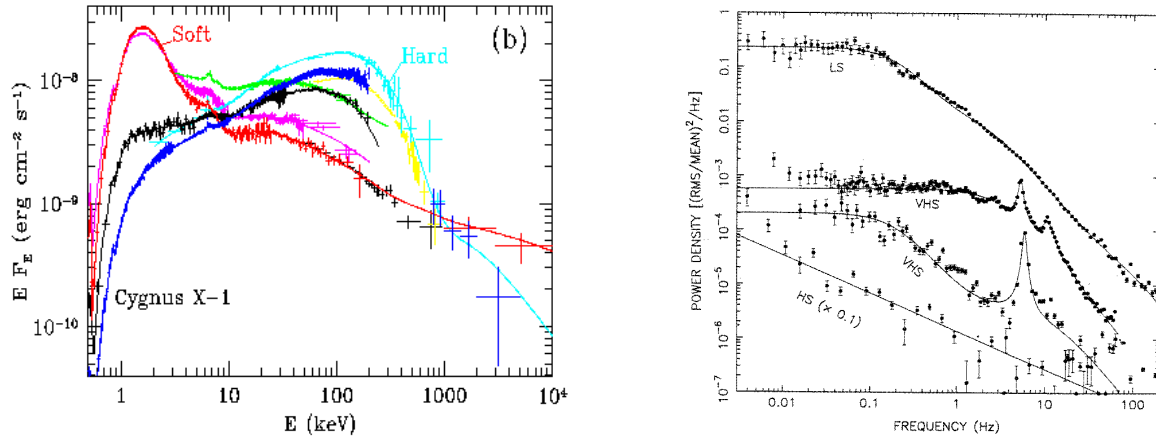 (b)
Soft
Hard
Cygnus X-1
E F_E (erg cm⁻² s⁻¹)
10⁻⁸
10⁻⁹
10⁻¹⁰
1
10
100
1000
10⁴
E (keV)
LS
VHS
VHS
HS (× 0.1)
POWER DENSITY [(RMS/MEAN)²/Hz]
0.1
0.01
10⁻³
10⁻⁴
10⁻⁵
10⁻⁶
10⁻⁷
0.01
0.1
1
10
100
FREQUENCY (Hz)